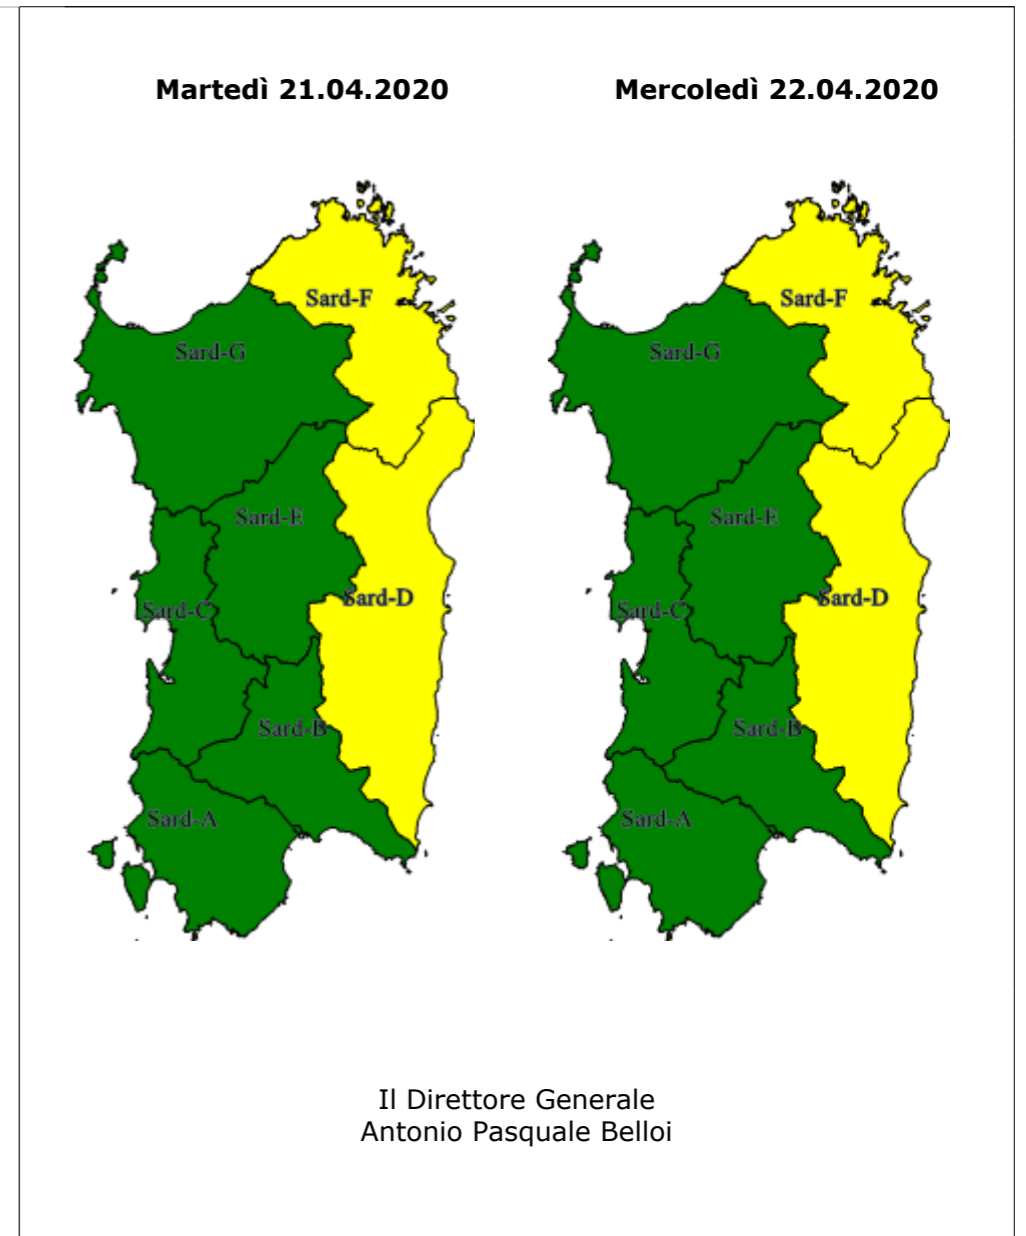 Martedì 21.04.2020
Mercoledì 22.04.2020
Sard-F
Sard-G
Sard-E
Sard-D
Sard-C
Sard-B
Sard-A
Sard-F
Sard-G
Sard-E
Sard-D
Sard-C
Sard-B
Sard-A
Il Direttore Generale
Antonio Pasquale Belloi